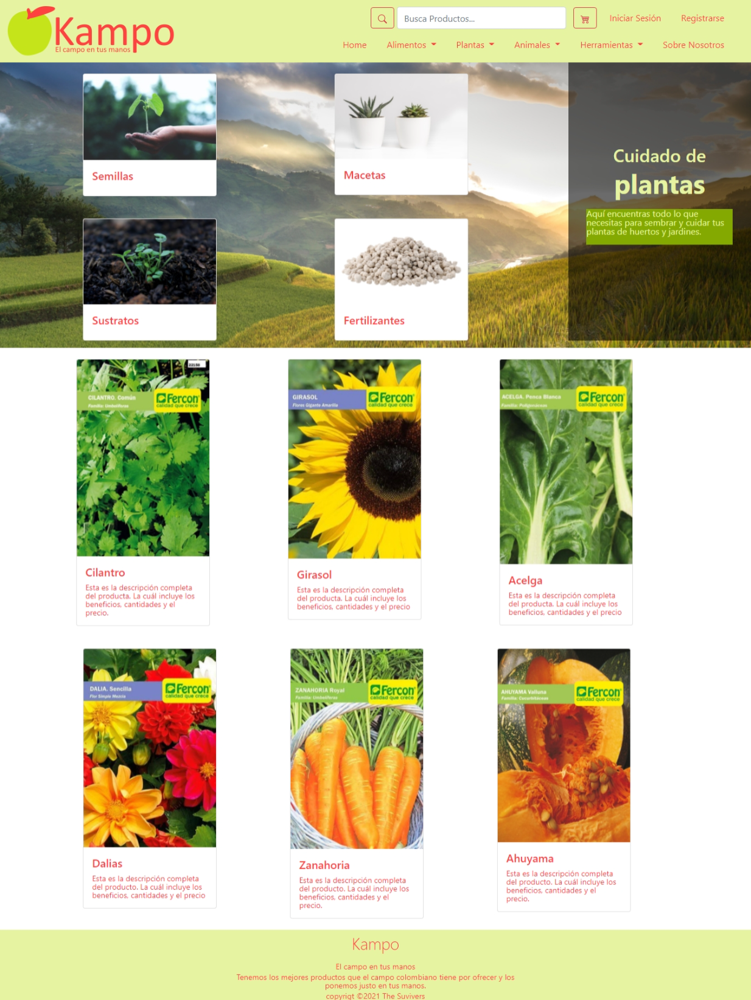 Kampo
El campo en tus manos
Busca Productos...
Iniciar Sesión
Registrarse
Home
Alimentos
Plantas
Animales
Herramientas
Sobre Nosotros
Semillas
Macetas
Sustratos
Fertilizantes
Cuidado de
plantas
Aquí encuentras todo lo que
necesitas para sembrar y cuidar tus
plantas de huertos y jardines.
22150
CILANTRO. Común
Familia: Umbelíferas
Fercon
calidad que crece
GIRASOL
Flores Gigante Amarilla
Fercon
calidad que crece
ACELGA. Penca Blanca
Familia: Poligonáceas
Fercon
calidad que crece
Cilantro
Esta es la descripción completa
del producta. La cuál incluye los
beneficios, cantidades y el
precio.
Girasol
Esta es la descripción completa
del producta. La cuál incluye los
beneficios, cantidades y el precio
Acelga
Esta es la descripción completa
del producta. La cuál incluye los
beneficios, cantidades y el precio
DALIA. Sencilla
Flor Simple Mezcla
Fercon
calidad que crece
ZANAHORIA Royal
Familia: Umbelíferas
Fercon
calidad que crece
AHUYAMA Valluna
Familia: Cucurbitáceas
Fercon
calidad que crece
Dalias
Esta es la descripción completa
del producto. La cuál incluye los
beneficios, cantidades y el precio
Zanahoria
Esta es la descripción completa
del producto. La cuál incluye los
beneficios, cantidades y el
precio.
Ahuyama
Esta es la descripción completa
del producto. La cuál incluye los
beneficios, cantidades y el
precio.
Kampo
El campo en tus manos
Tenemos los mejores productos que el campo colombiano tiene por ofrecer y los
ponemos justo en tus manos.
copyrigt ©2021 The Suvivers